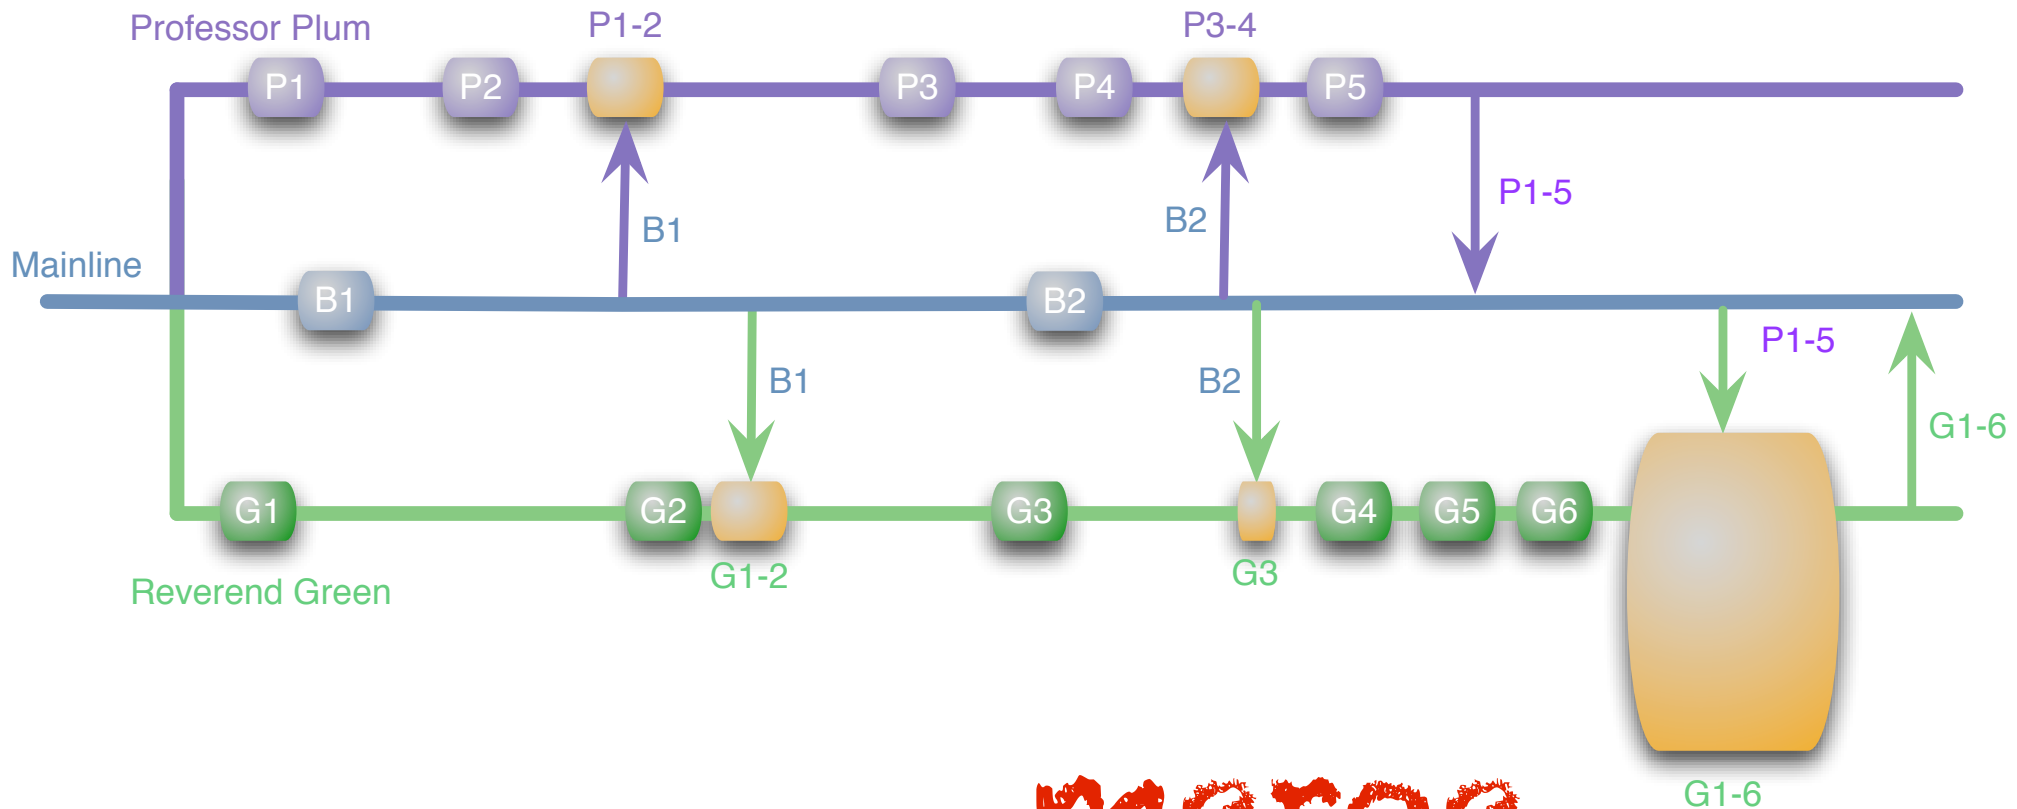 Professor Plum
P1-2
P3-4
P1
P2
P3
P4
P5
P1-5
B1
B2
Mainline
B1
B2
P1-5
B1
B2
G1-6
G1
G2
G3
G4
G5
G6
G1-2
G3
Reverend Green
G1-6